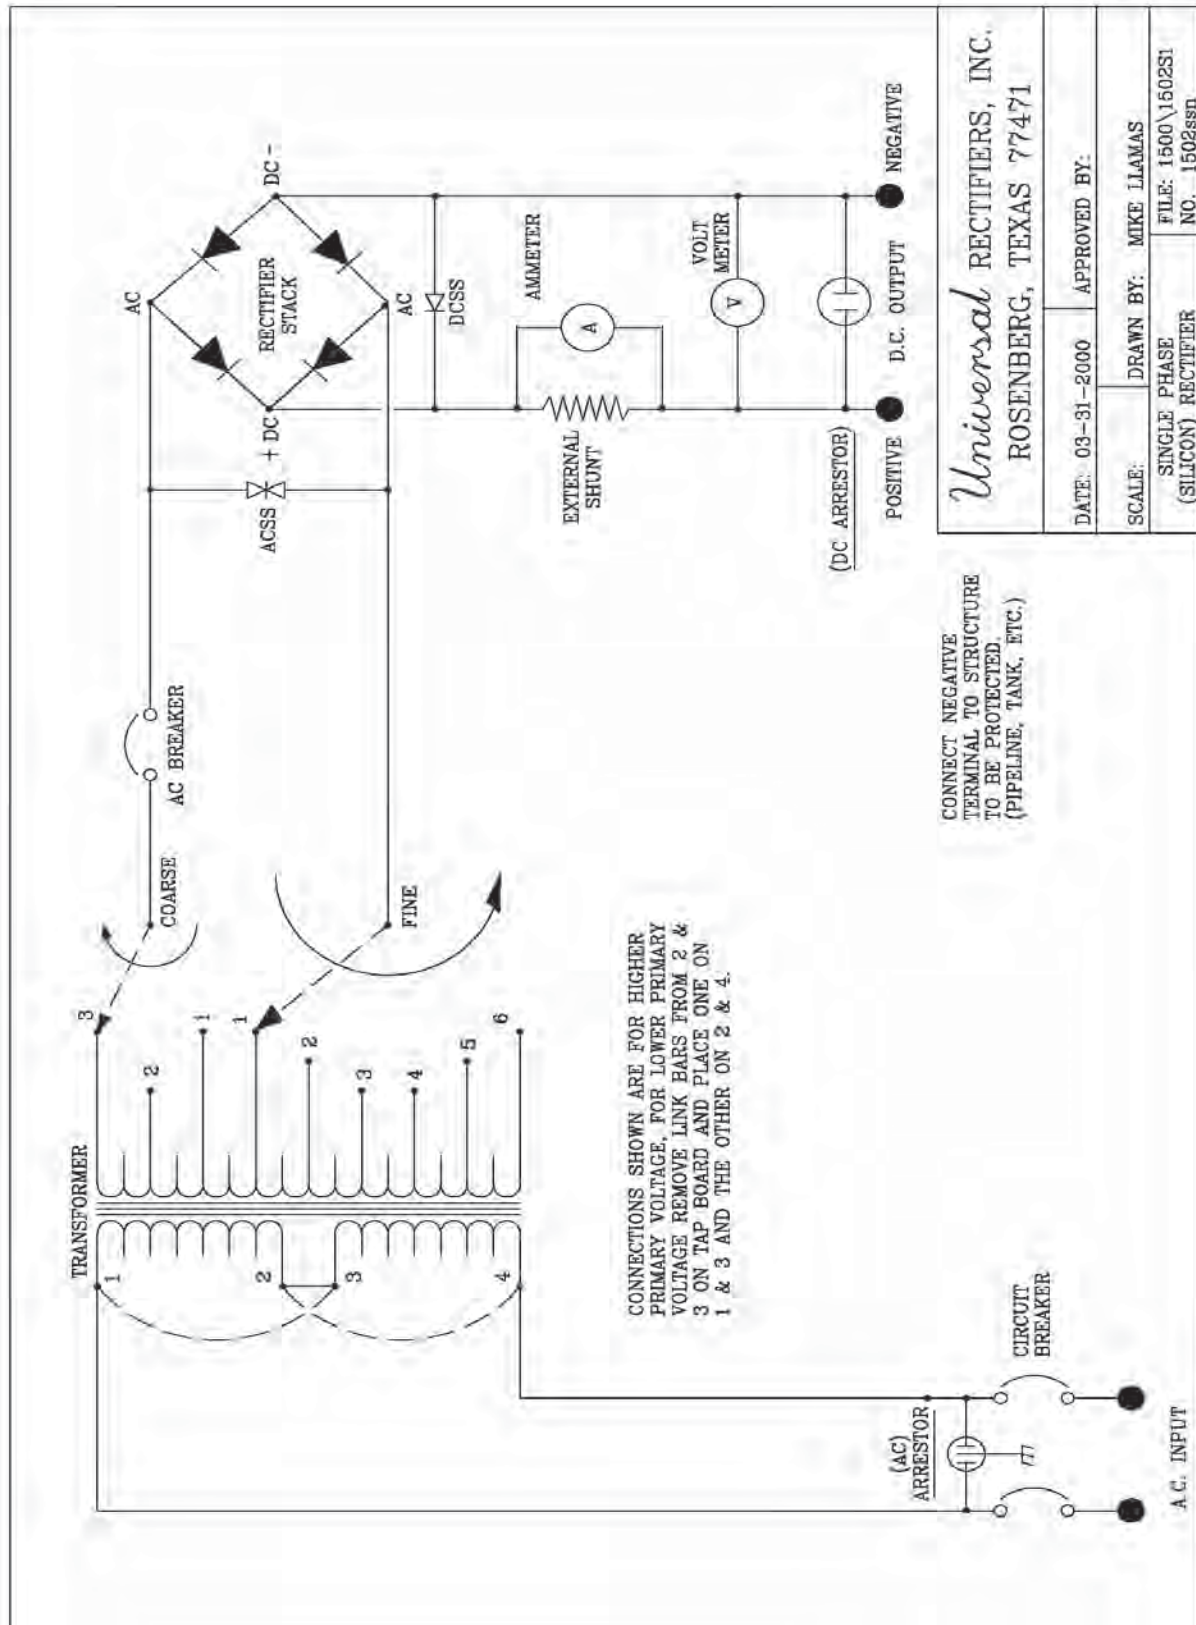 TRANSFORMER
1
2
3
4
3
2
1
1
2
3
4
5
6
COARSE
FINE
AC BREAKER
ACSS
AC
+ DC
RECTIFIER
STACK
DC -
AC
DCSS
AMMETER
A
EXTERNAL
SHUNT
VOLT
METER
V
(DC ARRESTOR)
POSITIVE
D.C. OUTPUT
NEGATIVE
CONNECTIONS SHOWN ARE FOR HIGHER
PRIMARY VOLTAGE, FOR LOWER PRIMARY
VOLTAGE REMOVE LINK BARS FROM 2 &
3 ON TAP BOARD AND PLACE ONE ON
1 & 3 AND THE OTHER ON 2 & 4.
(AC)
ARRESTOR
CIRCUIT
BREAKER
A.C. INPUT
CONNECT NEGATIVE
TERMINAL TO STRUCTURE
TO BE PROTECTED.
(PIPELINE, TANK, ETC.)
Universal RECTIFIERS, INC.
ROSENBERG, TEXAS 77471
DATE: 03-31-2000 APPROVED BY:
SCALE: DRAWN BY: MIKE LLAMAS
SINGLE PHASE
(SILICON) RECTIFIER
FILE: 1500\1502S1
NO. 1502ssn